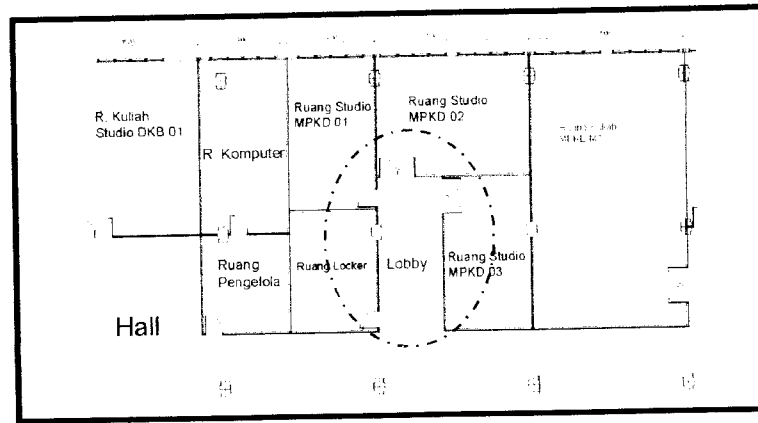 R. Kuliah
Studio DKB 01
R. Komputer
Ruang Studio
MPKD 01
Ruang Studio
MPKD 02
Ruang
Pengelola
Ruang Locker
Lobby
Ruang Studio
MPKD 03
Hall